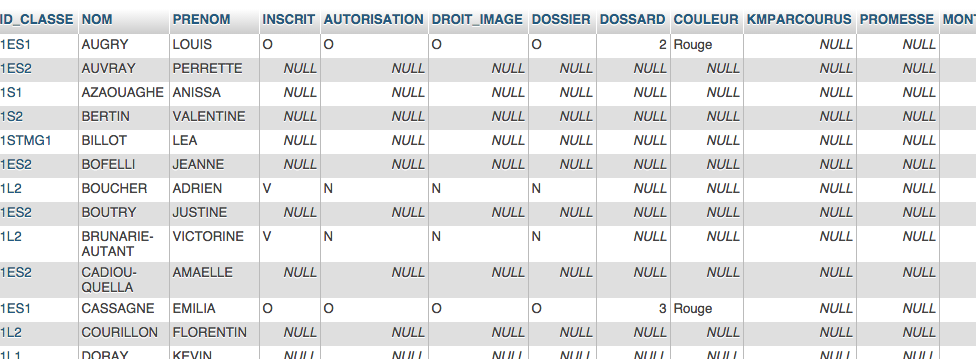 ID_CLASSE NOM PRENOM INSCRIT AUTORISATION DROIT_IMAGE DOSSIER DOSSARD COULEUR KMPARCOURUS PROMESSE MON
1ES1 AUGRY LOUIS O O O O 2 Rouge NULL NULL
1ES2 AUVRAY PERRETTE NULL NULL NULL NULL NULL NULL NULL NULL
1S1 AZAOUAGHE ANISSA NULL NULL NULL NULL NULL NULL NULL NULL
1S2 BERTIN VALENTINE NULL NULL NULL NULL NULL NULL NULL NULL
1STMG1 BILLOT LEA NULL NULL NULL NULL NULL NULL NULL NULL
1ES2 BOFELLI JEANNE NULL NULL NULL NULL NULL NULL NULL NULL
1L2 BOUCHER ADRIEN V N N N NULL NULL NULL NULL
1ES2 BOUTRY JUSTINE NULL NULL NULL NULL NULL NULL NULL NULL
1L2 BRUNARIE- VICTORINE V N N N NULL NULL NULL NULL
AUTANT
1ES2 CADIOU- AMAELLE NULL NULL NULL NULL NULL NULL NULL NULL
QUELLA
1ES1 CASSAGNE EMILIA O O O O 3 Rouge NULL NULL
1L2 COURILLON FLORENTIN NULL NULL NULL NULL NULL NULL NULL NULL
1L1 DORAY KEVIN NULL NULL NULL NULL NULL NULL NULL NULL